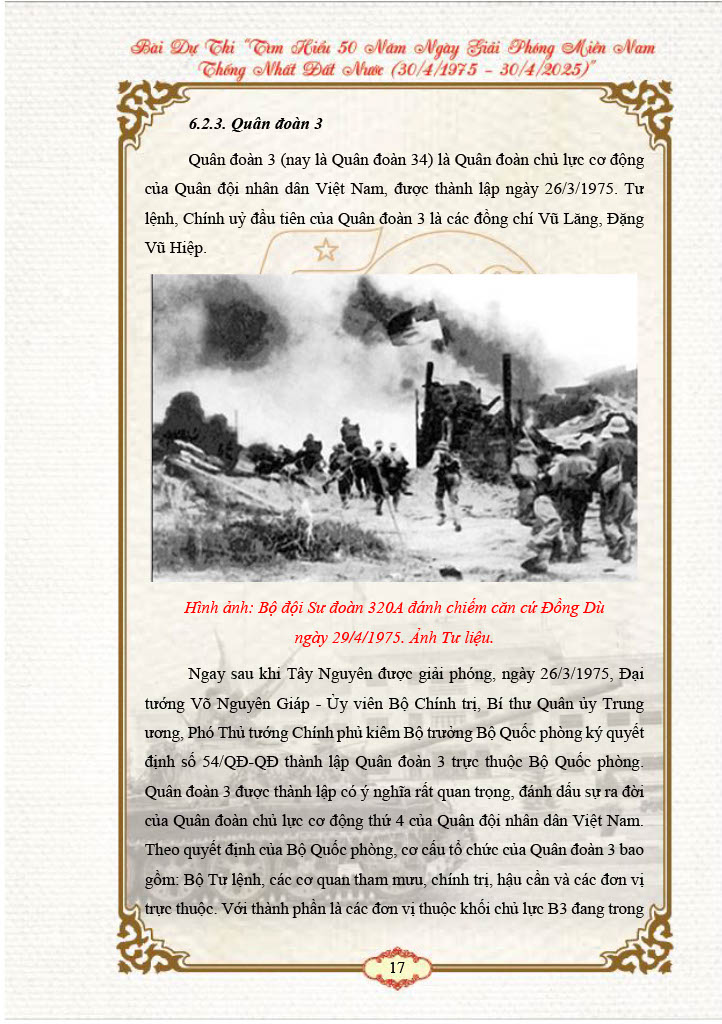 Bài Dự Thi “Tìm Hiểu 50 Năm Ngày Giải Phóng Miền Nam
Thống Nhất Đất Nước (30/4/1975 – 30/4/2025)”
6.2.3. Quân đoàn 3
Quân đoàn 3 (nay là Quân đoàn 34) là Quân đoàn chủ lực cơ động
của Quân đội nhân dân Việt Nam, được thành lập ngày 26/3/1975. Tư
lệnh, Chính uỷ đầu tiên của Quân đoàn 3 là các đồng chí Vũ Lăng, Đặng
Vũ Hiệp.
Hình ảnh: Bộ đội Sư đoàn 320A đánh chiếm căn cứ Đồng Dù
ngày 29/4/1975. Ảnh Tư liệu.
Ngay sau khi Tây Nguyên được giải phóng, ngày 26/3/1975, Đại
tướng Võ Nguyên Giáp - Ủy viên Bộ Chính trị, Bí thư Quân ủy Trung
ương, Phó Thủ tướng Chính phủ kiêm Bộ trưởng Bộ Quốc phòng ký quyết
định số 54/QĐ-QĐ thành lập Quân đoàn 3 trực thuộc Bộ Quốc phòng.
Quân đoàn 3 được thành lập có ý nghĩa rất quan trọng, đánh dấu sự ra đời
của Quân đoàn chủ lực cơ động thứ 4 của Quân đội nhân dân Việt Nam.
Theo quyết định của Bộ Quốc phòng, cơ cấu tổ chức của Quân đoàn 3 bao
gồm: Bộ Tư lệnh, các cơ quan tham mưu, chính trị, hậu cần và các đơn vị
trực thuộc. Với thành phần là các đơn vị thuộc khối chủ lực B3 đang trong
17